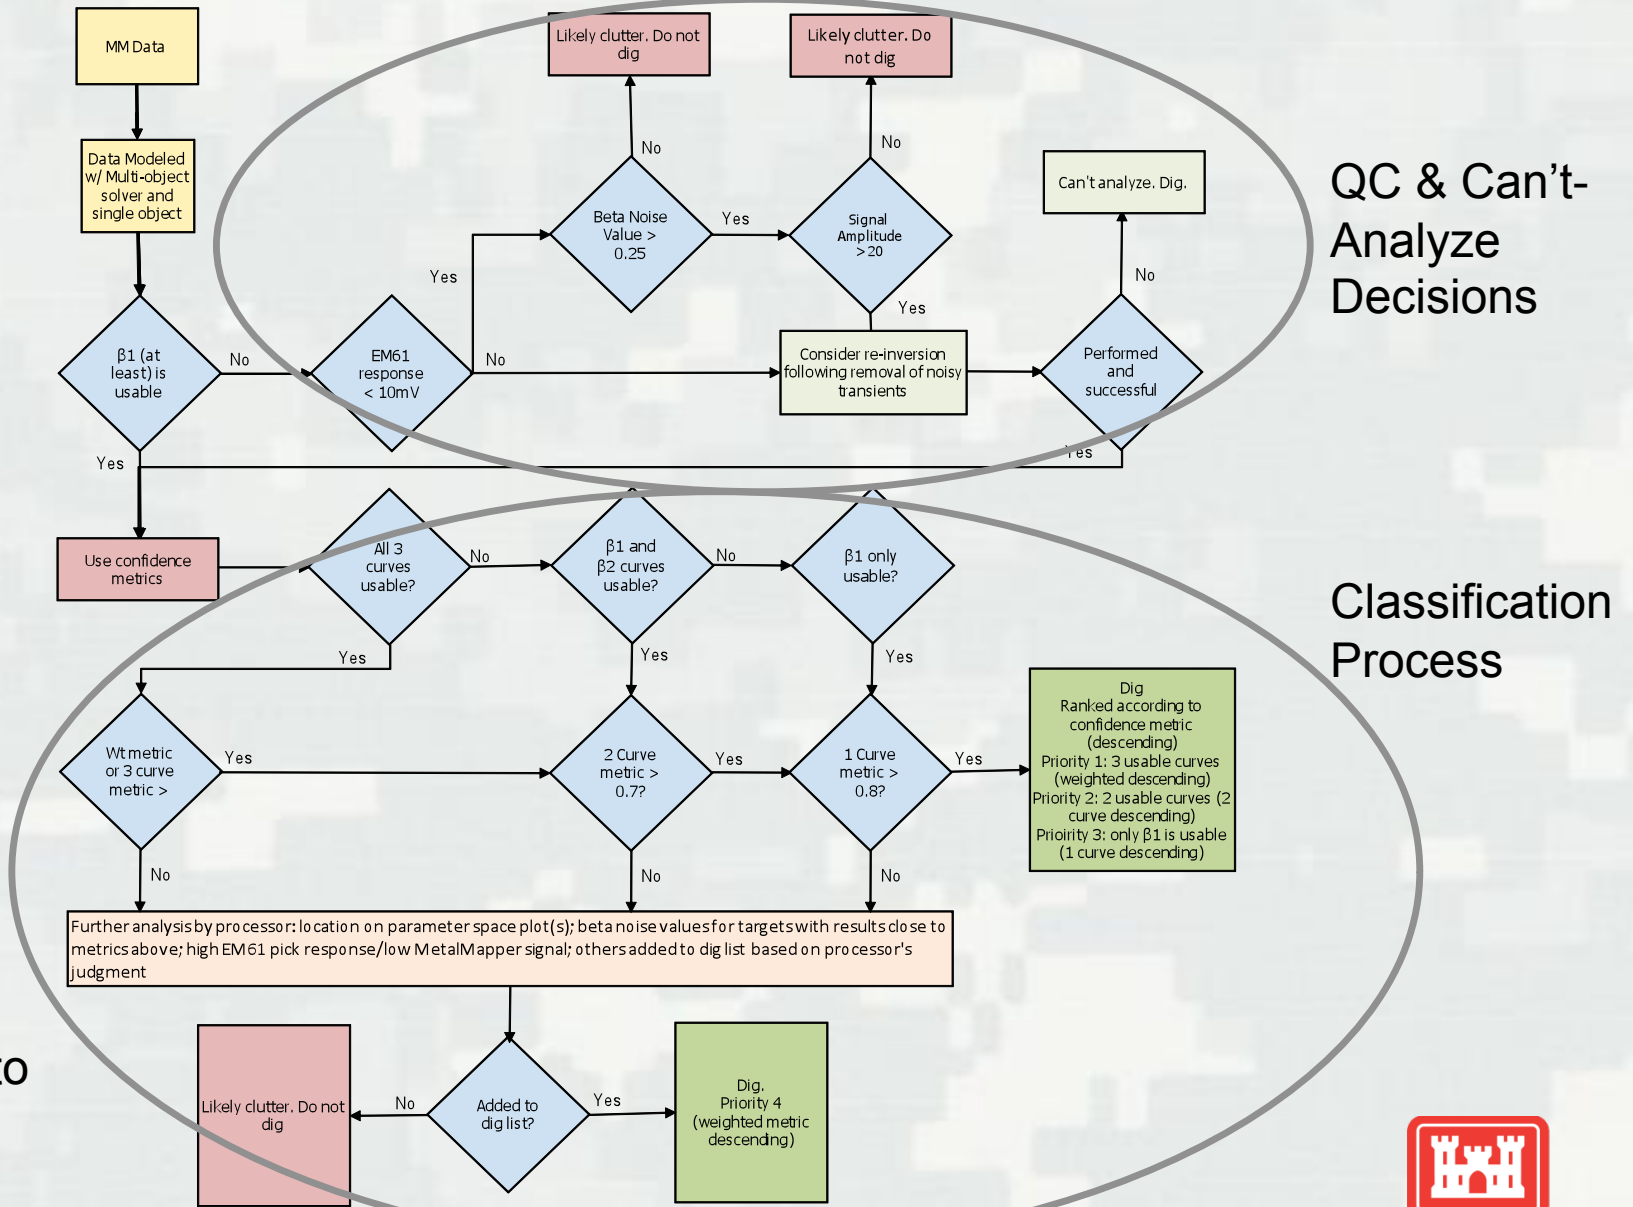 MM Data
Data Modeled
w/ Multi-object
solver and
single object
β1 (at
least) is
usable
No
Yes
EM61
response
< 10mV
Yes
No
Likely clutter. Do not
dig
No
Beta Noise
Value >
0.25
Yes
Likely clutter. Do
not dig
No
Signal
Amplitude
>20
Yes
Consider re-inversion
following removal of noisy
transients
Can't analyze. Dig.
No
Performed
and
successful
Yes
QC & Can't-
Analyze
Decisions
Use confidence
metrics
All 3
curves
usable?
No
Yes
β1 and
β2 curves
usable?
No
Yes
β1 only
usable?
Yes
Classification
Process
Wt metric
or 3 curve
metric >
Yes
No
2 Curve
metric >
0.7?
Yes
No
1 Curve
metric >
0.8?
Yes
No
Dig
Ranked according to
confidence metric
(descending)
Priority 1: 3 usable curves
(weighted descending)
Priority 2: 2 usable curves (2
curve descending)
Prioirity 3: only β1 is usable
(1 curve descending)
Further analysis by processor: location on parameter space plot(s); beta noise values for targets with results close to
metrics above; high EM61 pick response/low MetalMapper signal; others added to dig list based on processor's
judgment
to
Likely clutter. Do not
dig
No
Added to
dig list?
Yes
Dig.
Priority 4
(weighted metric
descending)